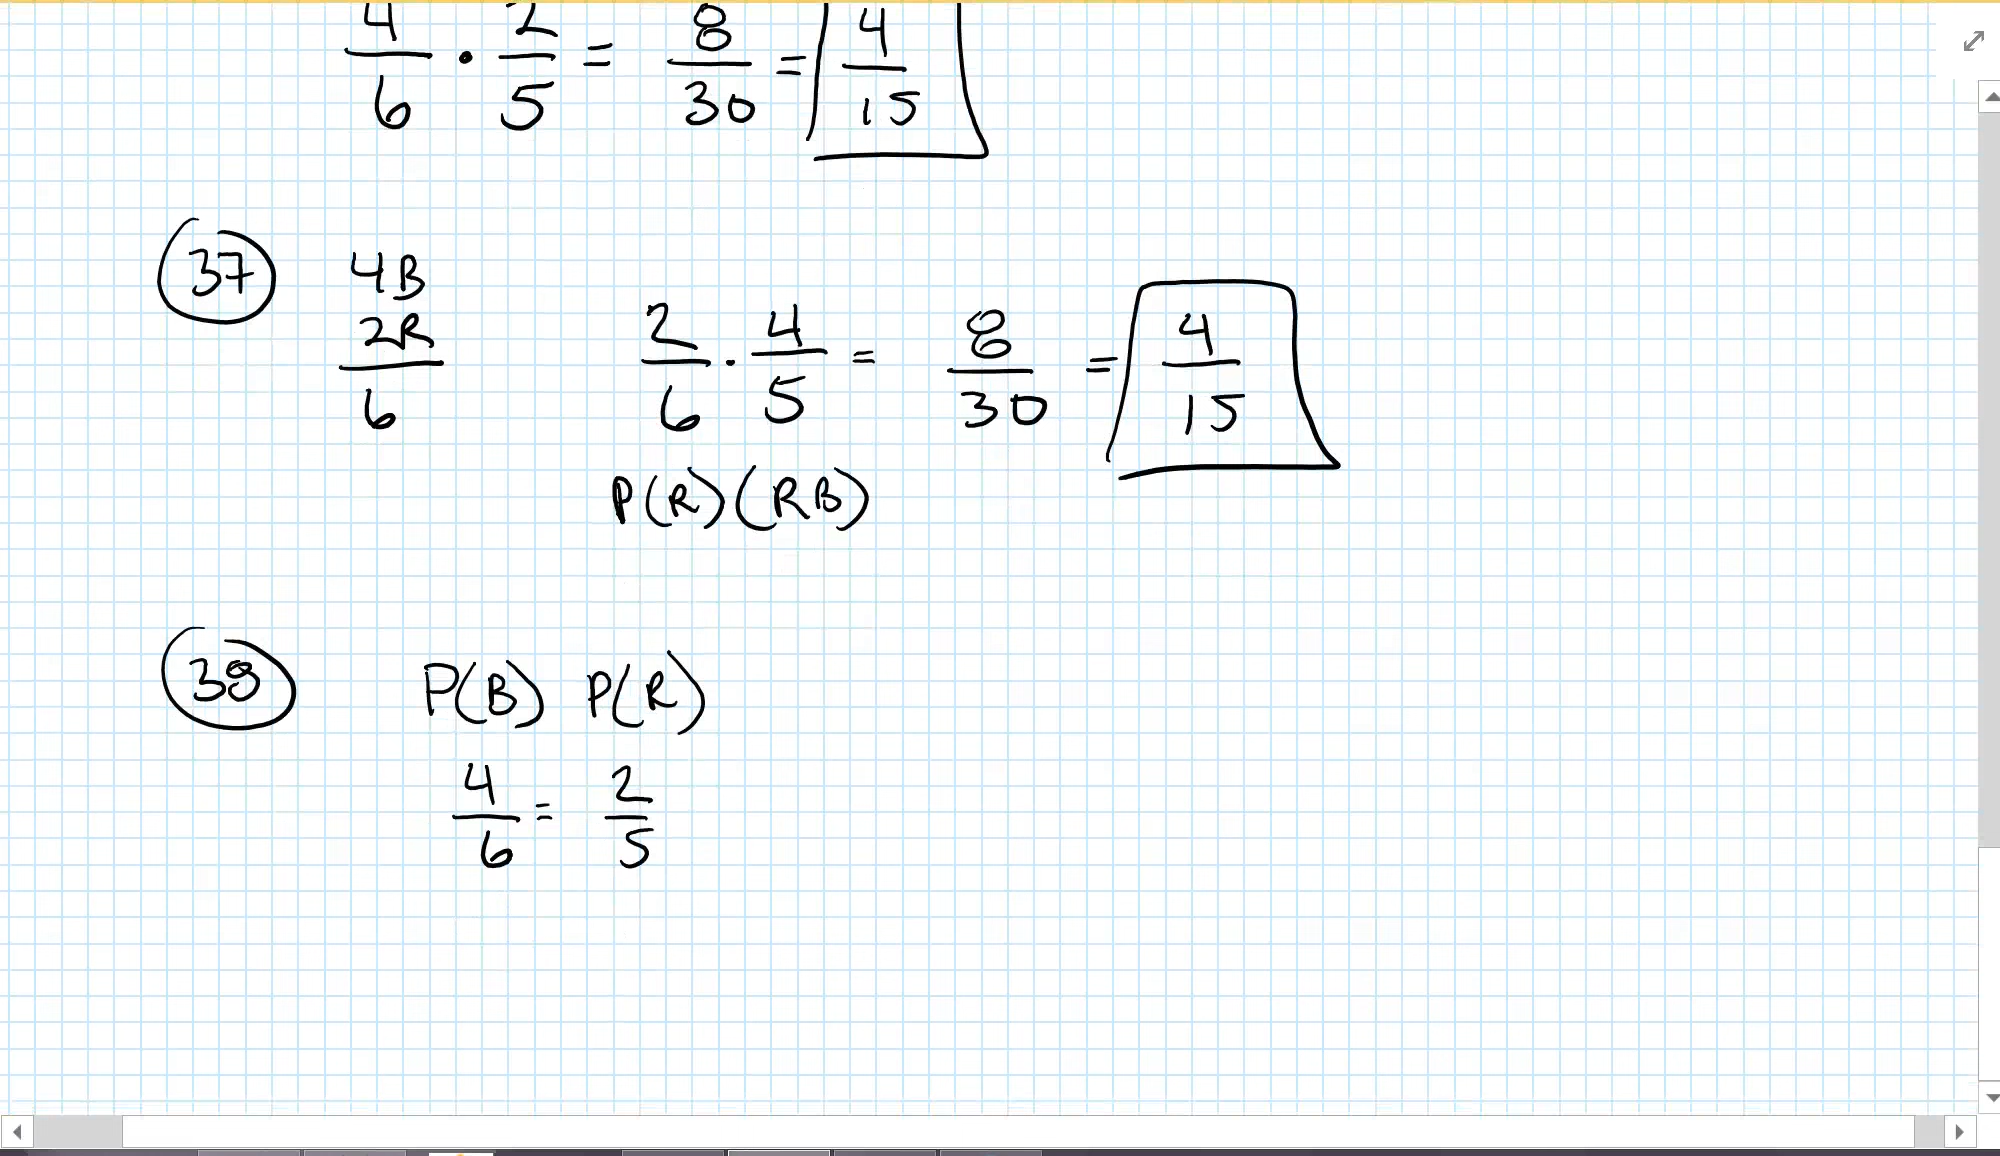 4/6 · 2/5 = 8/30 = 4/15
37
4B
2R
6
2/6 · 4/5 = 8/30 = 4/15
P(R)(RB)
38
P(B) P(R)
4/6 = 2/5